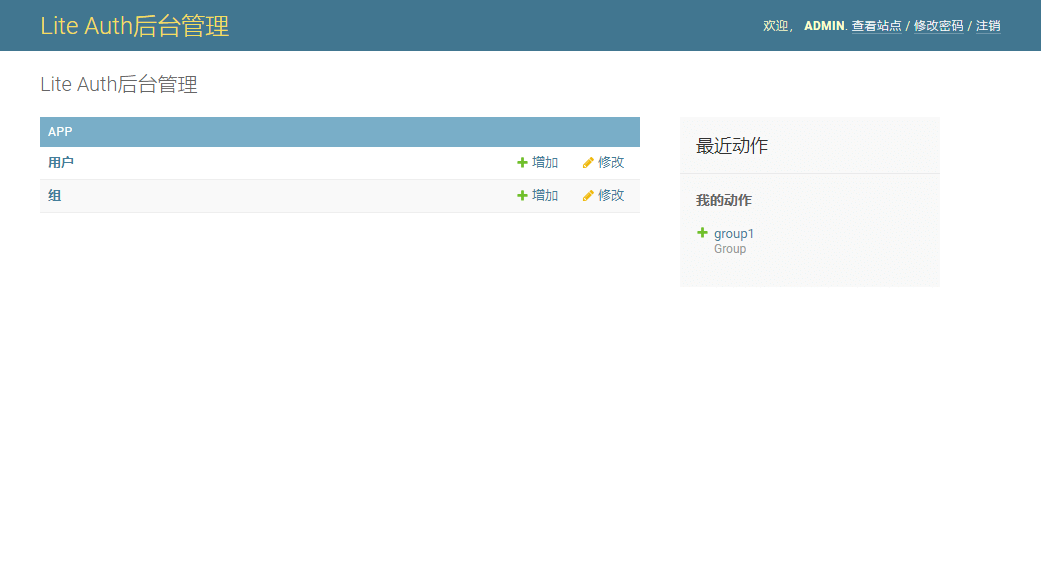 Lite Auth后台管理
欢迎， ADMIN. 查看站点 / 修改密码 / 注销
Lite Auth后台管理
APP
用户 增加 修改
组 增加 修改
最近动作
我的动作
group1
Group